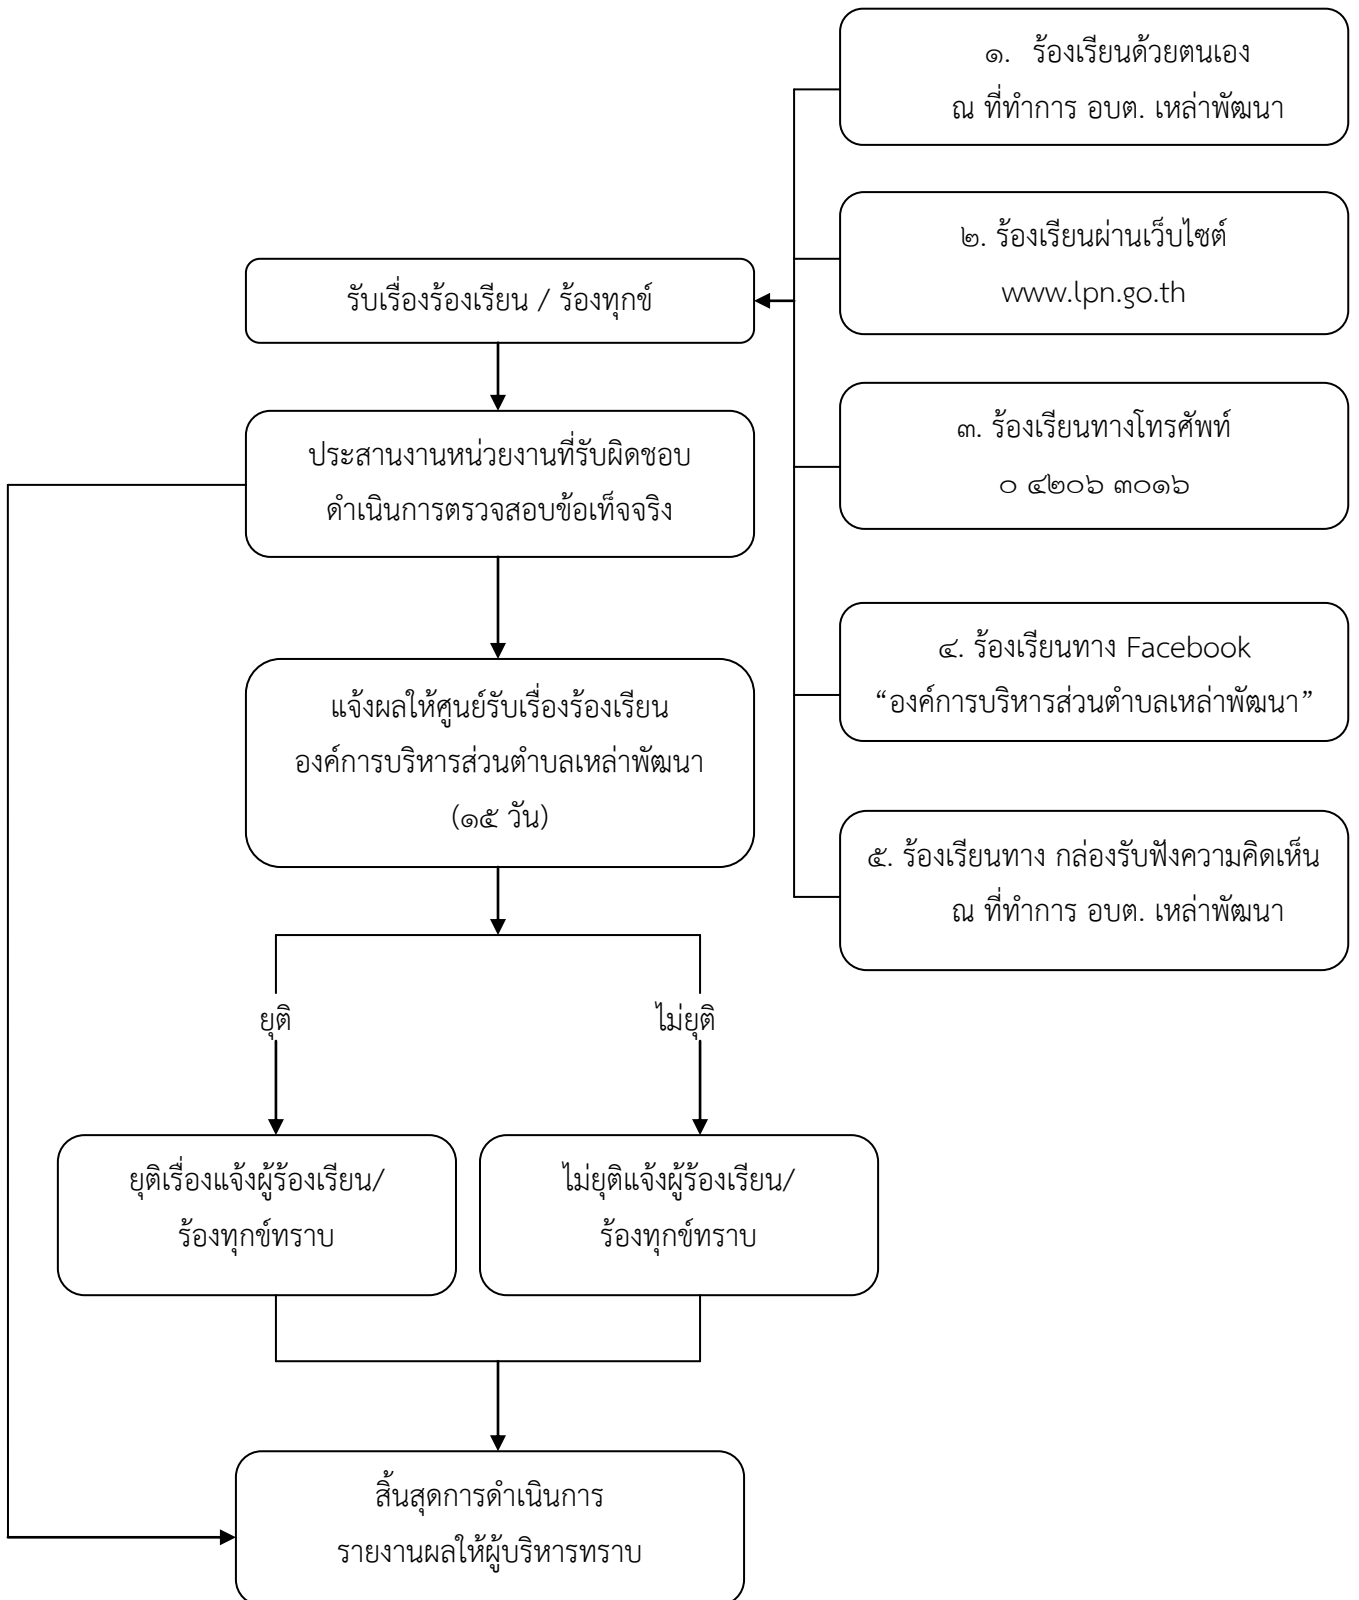 ๑. ร้องเรียนด้วยตนเอง
ณ ที่ทำการ อบต. เหล่าพัฒนา
๒. ร้องเรียนผ่านเว็บไซต์
www.lpn.go.th
รับเรื่องร้องเรียน / ร้องทุกข์
๓. ร้องเรียนทางโทรศัพท์
๐ ๔๒๐๖ ๓๐๑๖
ประสานงานหน่วยงานที่รับผิดชอบ
ดำเนินการตรวจสอบข้อเท็จจริง
๔. ร้องเรียนทาง Facebook
“องค์การบริหารส่วนตำบลเหล่าพัฒนา”
แจ้งผลให้ศูนย์รับเรื่องร้องเรียน
องค์การบริหารส่วนตำบลเหล่าพัฒนา
(๑๕ วัน)
๕. ร้องเรียนทาง กล่องรับฟังความคิดเห็น
ณ ที่ทำการ อบต. เหล่าพัฒนา
ยุติ
ไม่ยุติ
ยุติเรื่องแจ้งผู้ร้องเรียน/
ร้องทุกข์ทราบ
ไม่ยุติแจ้งผู้ร้องเรียน/
ร้องทุกข์ทราบ
สิ้นสุดการดำเนินการ
รายงานผลให้ผู้บริหารทราบ